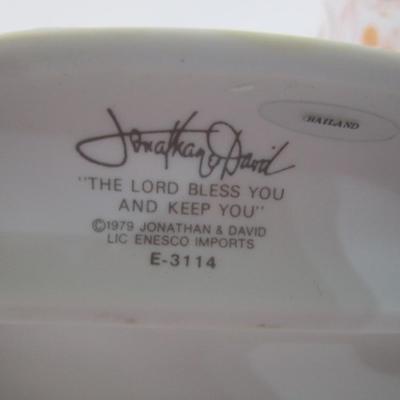 Jonathan & David
"THE LORD BLESS YOU
AND KEEP YOU"
©1979 JONATHAN & DAVID
LIC ENESCO IMPORTS
E-3114
THAILAND